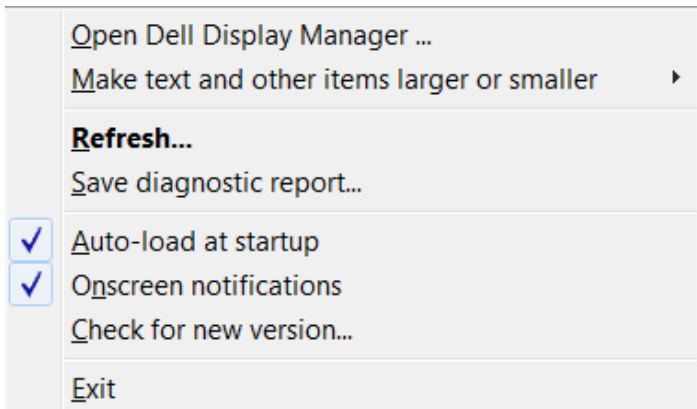 Open Dell Display Manager ...
Make text and other items larger or smaller
Refresh...
Save diagnostic report...
Auto-load at startup
Onscreen notifications
Check for new version...
Exit